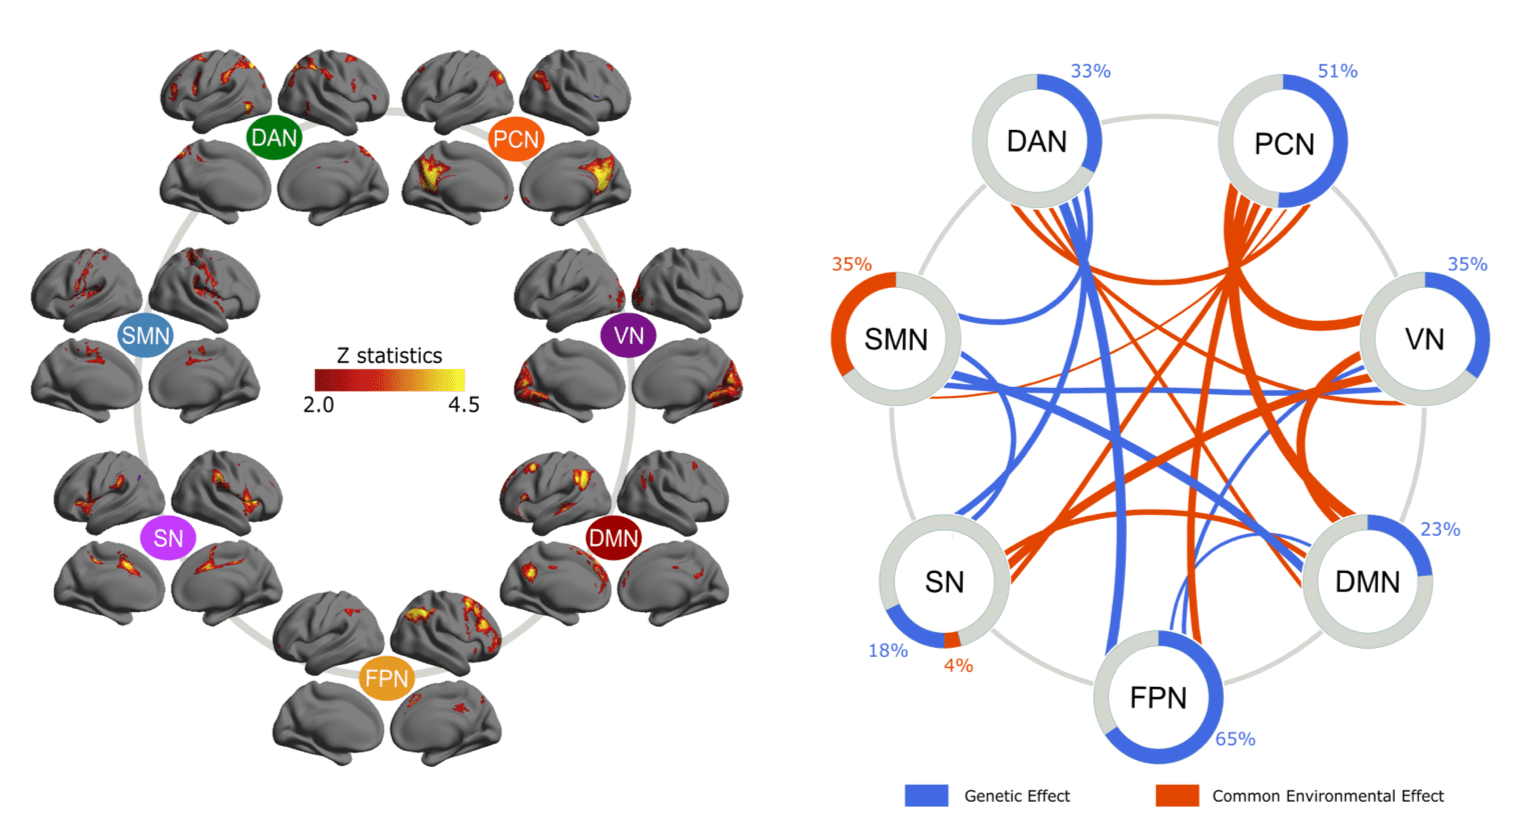 DAN
PCN
SMN
VN
Z statistics
2.0
4.5
SN
DMN
FPN
33%
51%
DAN
PCN
35%
35%
SMN
VN
23%
SN
DMN
18%
4%
FPN
65%
Genetic Effect
Common Environmental Effect